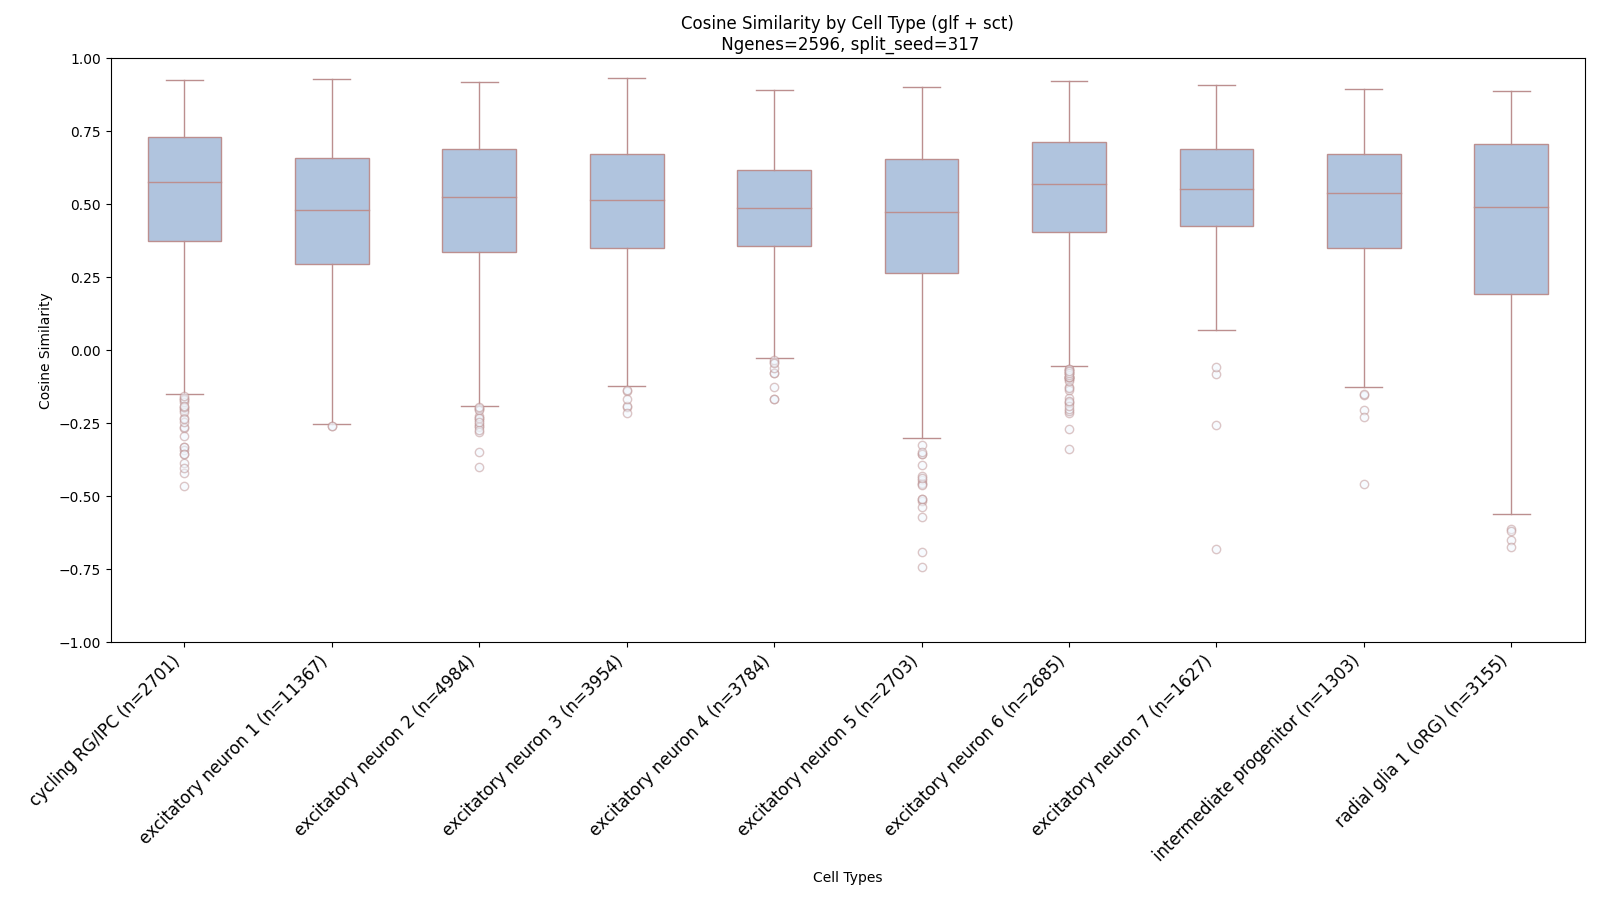 Cosine Similarity by Cell Type (glf + sct)
Ngenes=2596, split_seed=317
Cosine Similarity
1.00
0.75
0.50
0.25
0.00
−0.25
−0.50
−0.75
−1.00
cycling RG/IPC (n=2701)
excitatory neuron 1 (n=11367)
excitatory neuron 2 (n=4984)
excitatory neuron 3 (n=3954)
excitatory neuron 4 (n=3784)
excitatory neuron 5 (n=2703)
excitatory neuron 6 (n=2685)
excitatory neuron 7 (n=1627)
intermediate progenitor (n=1303)
radial glia 1 (oRG) (n=3155)
Cell Types